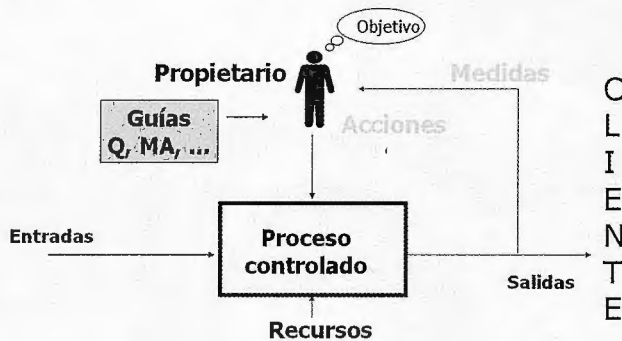 Objetivo
Propietario
Medidas
Guías
Q, MA, ...
Acciones
Entradas
Proceso
controlado
Salidas
Recursos
C
L
I
E
N
T
E